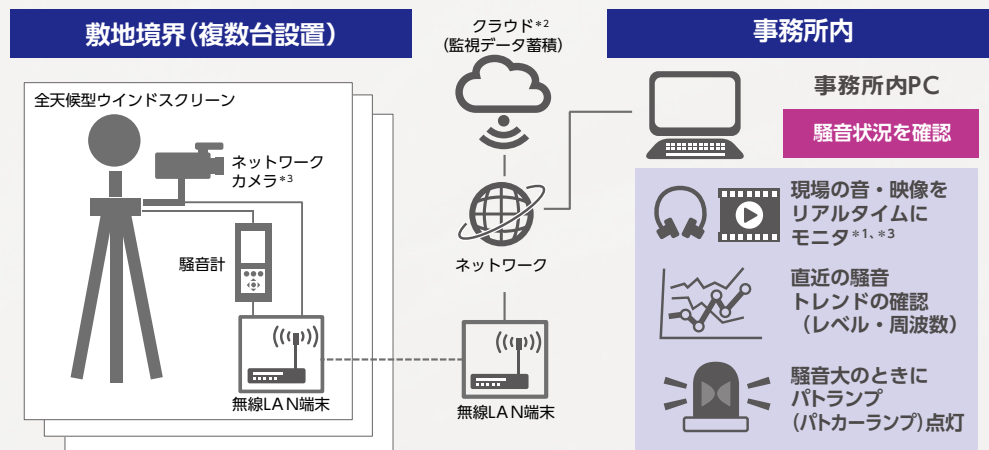 敷地境界(複数台設置)
全天候型ウインドスクリーン
ネットワーク
カメラ*3
騒音計
無線LAN端末
クラウド*2
(監視データ蓄積)
ネットワーク
無線LAN端末
事務所内
事務所内PC
騒音状況を確認
現場の音・映像を
リアルタイムに
モニタ*1、*3
直近の騒音
トレンドの確認
(レベル・周波数)
騒音大のときに
パトランプ
(パトカーランプ)点灯